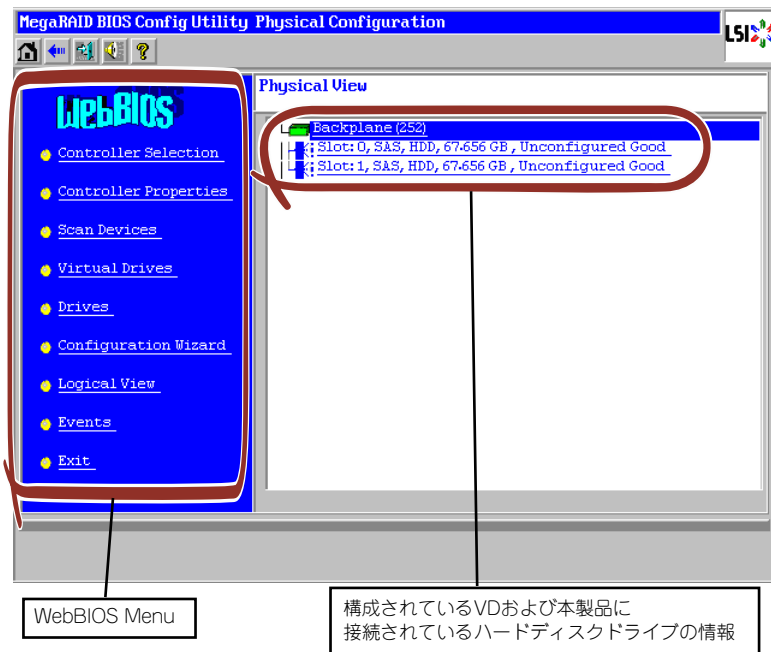 MegaRAID BIOS Config Utility Physical Configuration
LSI
WebBIOS
Controller Selection
Controller Properties
Scan Devices
Virtual Drives
Drives
Configuration Wizard
Logical View
Events
Exit
Physical View
Backplane (252)
Slot: 0, SAS, HDD, 67.656 GB , Unconfigured Good
Slot: 1, SAS, HDD, 67.656 GB , Unconfigured Good
WebBIOS Menu
構成されているVDおよび本製品に
接続されているハードディスクドライブの情報